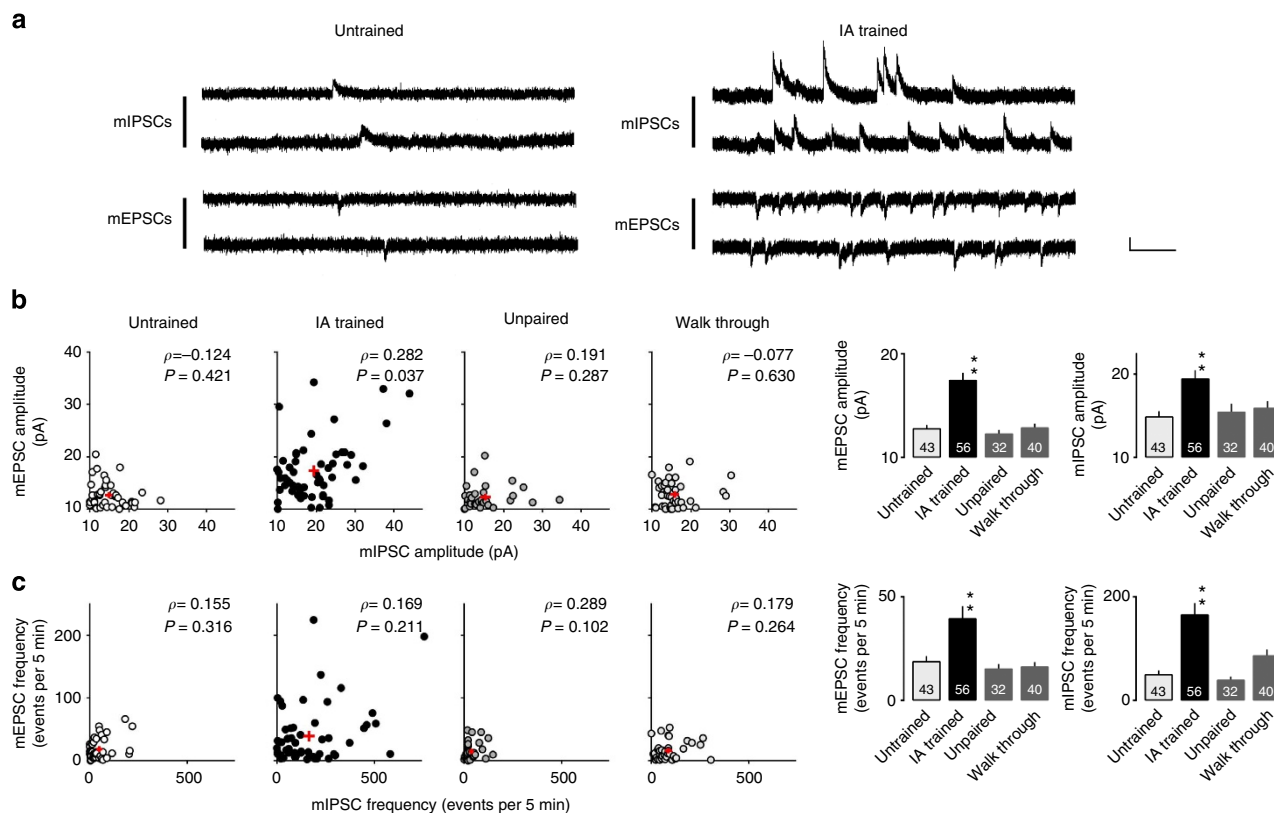 a
Untrained
IA trained
mIPSCs
mIPSCs
mEPSCs
mEPSCs
b
Untrained
IA trained
Unpaired
Walk through
ρ=–0.124
P = 0.421
ρ= 0.282
P = 0.037
ρ= 0.191
P = 0.287
ρ= –0.077
P = 0.630
mEPSC amplitude
(pA)
40
30
20
10
10 20 30 40
10 20 30 40
10 20 30 40
10 20 30 40
mIPSC amplitude (pA)
mEPSC amplitude
(pA)
20
10
**
43 56 32 40
Untrained
IA trained
Unpaired
Walk through
mIPSC amplitude
(pA)
20
10
**
43 56 32 40
Untrained
IA trained
Unpaired
Walk through
c
ρ= 0.155
P = 0.316
ρ= 0.169
P = 0.211
ρ= 0.289
P = 0.102
ρ= 0.179
P = 0.264
mEPSC frequency
(events per 5 min)
200
100
0
0 500
0 500
0 500
0 500
mIPSC frequency (events per 5 min)
mEPSC frequency
(events per 5 min)
50
0
**
43 56 32 40
Untrained
IA trained
Unpaired
Walk through
mIPSC frequency
(events per 5 min)
200
0
**
43 56 32 40
Untrained
IA trained
Unpaired
Walk through